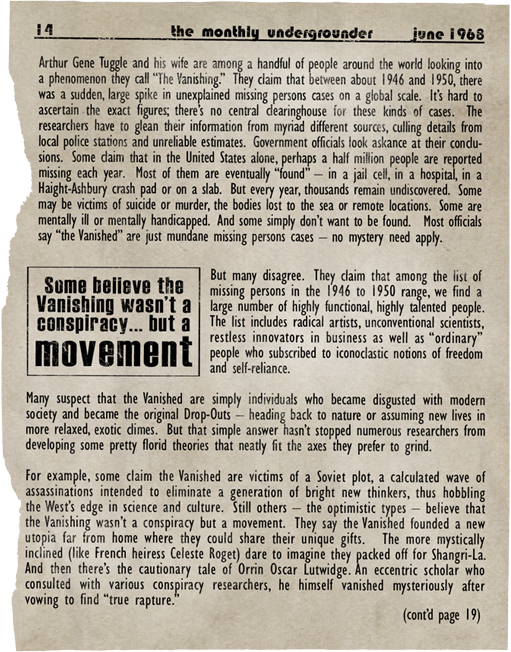 14 the monthly undergrounder june 1968
Arthur Gene Tuggle and his wife are among a handful of people around the world looking into
a phenomenon they call "The Vanishing." They claim that between about 1946 and 1950, there
was a sudden, large spike in unexplained missing persons cases on a global scale. It's hard to
ascertain the exact figures; there's no central clearinghouse for these kinds of cases. The
researchers have to glean their information from myriad different sources, culling details from
local police stations and unreliable estimates. Government officials look askance at their conclu-
sions. Some claim that in the United States alone, perhaps a half million people are reported
missing each year. Most of them are eventually "found" – in a jail cell, in a hospital, in a
Haight-Ashbury crash pad or on a slab. But every year, thousands remain undiscovered. Some
may be victims of suicide or murder, the bodies lost to the sea or remote locations. Some are
mentally ill or mentally handicapped. And some simply don't want to be found. Most officials
say "the Vanished" are just mundane missing persons cases – no mystery need apply.
Some believe the
Vanishing wasn't a
conspiracy... but a
movement
But many disagree. They claim that among the list of
missing persons in the 1946 to 1950 range, we find a
large number of highly functional, highly talented people.
The list includes radical artists, unconventional scientists,
restless innovators in business as well as "ordinary"
people who subscribed to iconoclastic notions of freedom
and self-reliance.
Many suspect that the Vanished are simply individuals who became disgusted with modern
society and became the original Drop-Outs – heading back to nature or assuming new lives in
more relaxed, exotic climes. But that simple answer hasn't stopped numerous researchers from
developing some pretty florid theories that neatly fit the axes they prefer to grind.
For example, some claim the Vanished are victims of a Soviet plot, a calculated wave of
assassinations intended to eliminate a generation of bright new thinkers, thus hobbling
the West's edge in science and culture. Still others – the optimistic types – believe that
the Vanishing wasn't a conspiracy but a movement. They say the Vanished founded a new
utopia far from home where they could share their unique gifts. The more mystically
inclined (like French heiress Celeste Roget) dare to imagine they packed off for Shangri-La.
And then there's the cautionary tale of Orrin Oscar Lutwidge. An eccentric scholar who
consulted with various conspiracy researchers, he himself vanished mysteriously after
vowing to find "true rapture."
(cont'd page 19)